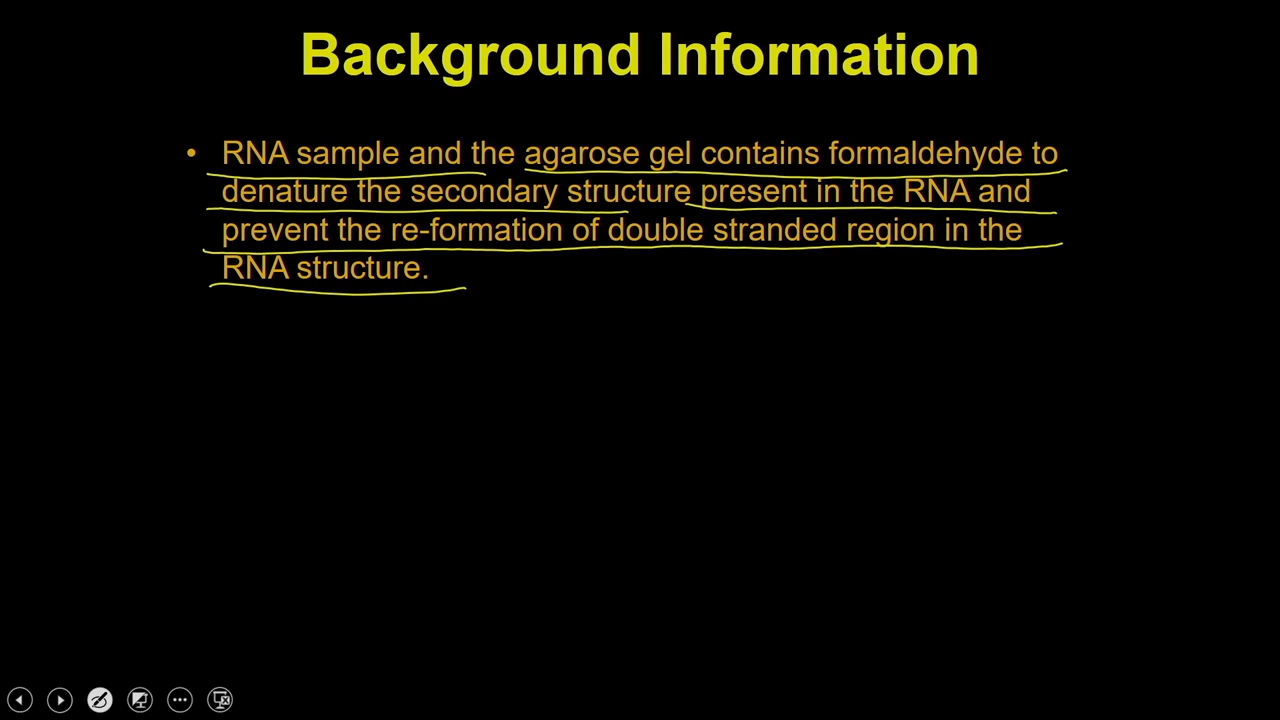 Background Information
• RNA sample and the agarose gel contains formaldehyde to
denature the secondary structure present in the RNA and
prevent the re-formation of double stranded region in the
RNA structure.